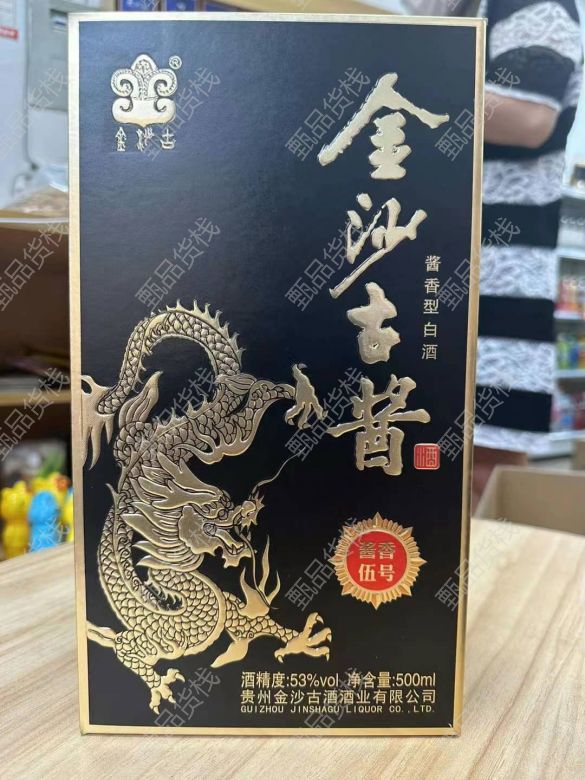 金沙古
®
金沙古酱
酱香型白酒
酒
酱香
伍号
酒精度:53%vol 净含量:500ml
贵州金沙古酒酒业有限公司
GUIZHOU JINSHAGU LIQUOR CO.,LTD.
甄品货栈